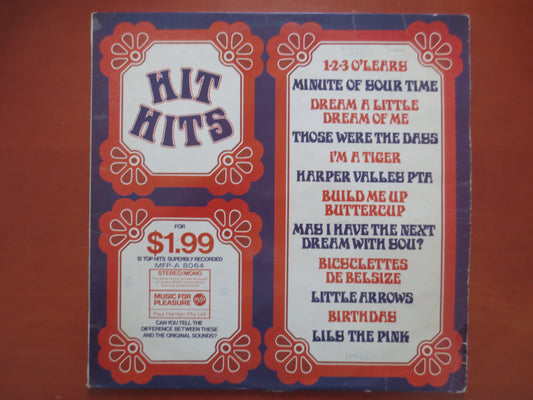 HIT
HITS
1-2-3 O'LEARY
MINUTE OF YOUR TIME
DREAM A LITTLE
DREAM OF ME
THOSE WERE THE DAYS
I'M A TIGER
HARPER VALLEY PTA
BUILD ME UP
BUTTERCUP
MAY I HAVE THE NEXT
DREAM WITH YOU?
BICYCLETTES
DE BELSIZE
LITTLE ARROWS
BIRTHDAY
LILY THE PINK
FOR
$1.99
12 TOP HITS SUPERBLY RECORDED
MFP-A 8064
STEREO/MONO
MUSIC FOR
PLEASURE
Paul Hamlyn Pty Ltd
CAN YOU TELL THE
DIFFERENCE BETWEEN THESE
AND THE ORIGINAL SOUNDS?